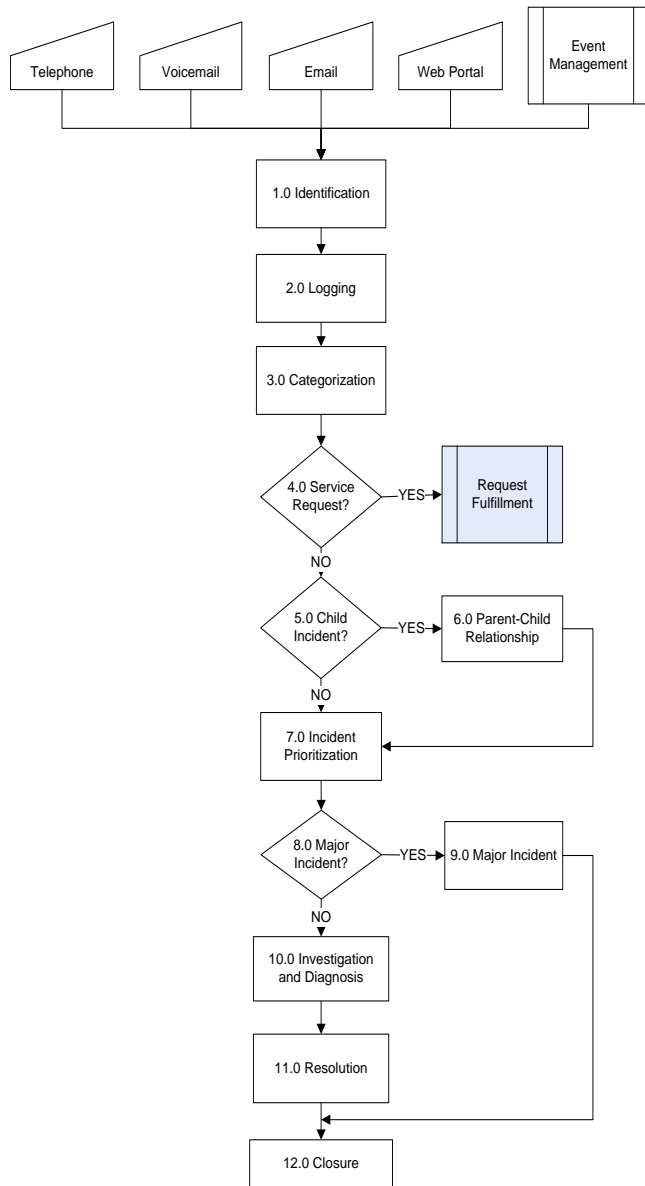 Telephone
Voicemail
Email
Web Portal
Event
Management
1.0 Identification
2.0 Logging
3.0 Categorization
4.0 Service
Request?
YES
Request
Fulfillment
NO
5.0 Child
Incident?
YES
6.0 Parent-Child
Relationship
NO
7.0 Incident
Prioritization
8.0 Major
Incident?
YES
9.0 Major Incident
NO
10.0 Investigation
and Diagnosis
11.0 Resolution
12.0 Closure